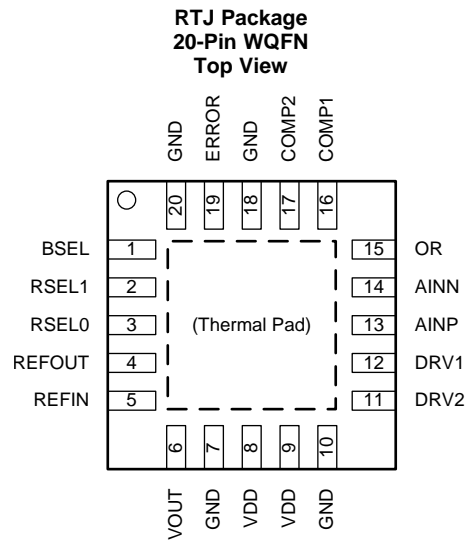 RTJ Package
20-Pin WQFN
Top View
GND
ERROR
GND
COMP2
COMP1
20
19
18
17
16
BSEL 1
15 OR
RSEL1 2
14 AINN
RSEL0 3
(Thermal Pad)
13 AINP
REFOUT 4
12 DRV1
REFIN 5
11 DRV2
6
7
8
9
10
VOUT
GND
VDD
VDD
GND